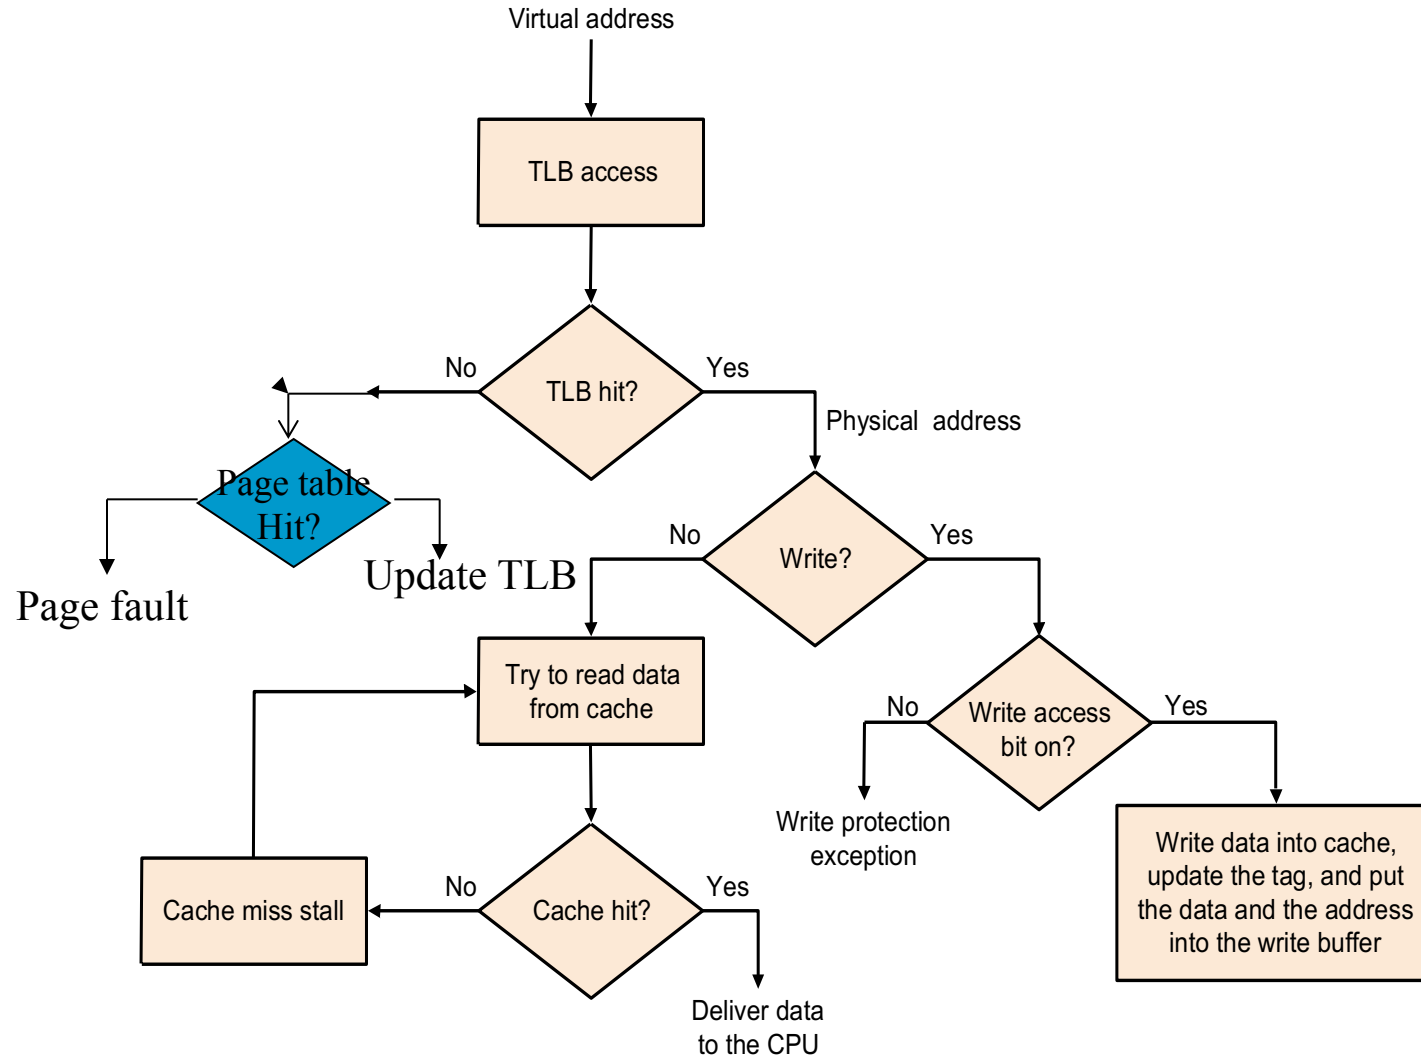 Virtual address
TLB access
No
Yes
TLB hit?
Physical address
Page table
Hit?
No
Yes
Write?
Update TLB
Page fault
Try to read data
from cache
No
Yes
Write access
bit on?
Write protection
exception
Write data into cache,
update the tag, and put
the data and the address
into the write buffer
No
Yes
Cache miss stall
Cache hit?
Deliver data
to the CPU